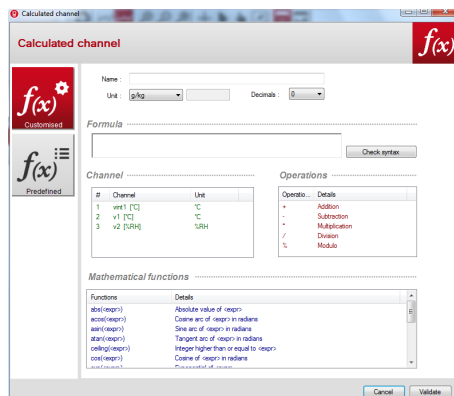 Calculated channel
Calculated channel
f(x)
f(x)
Customised
f(x)
Predefined
Name :
Unit : g/kg Decimals : 0
Formula
Check syntax
Channel Operations
# Channel Unit Operatio... Details
1 vint1 [°C] °C + Addition
2 v1 [°C] °C - Subtraction
3 v2 [%RH] %RH * Multiplication
/ Division
% Modulo
Mathematical functions
Functions Details
abs(<expr>) Absolute value of <expr>
acos(<expr>) Cosine arc of <expr> in radians
asin(<expr>) Sine arc of <expr> in radians
atan(<expr>) Tangent arc of <expr> in radians
ceiling(<expr>) Integer higher than or equal to <expr>
cos(<expr>) Cosine of <expr> in radians
Cancel Validate